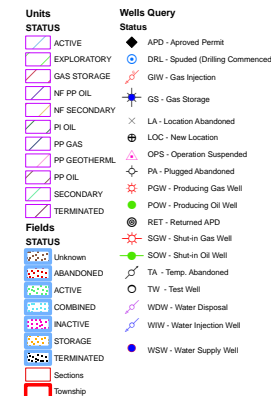 Units
STATUS
ACTIVE
EXPLORATORY
GAS STORAGE
NF PP OIL
NF SECONDARY
PI OIL
PP GAS
PP GEOTHERML
PP OIL
SECONDARY
TERMINATED
Fields
STATUS
Unknown
ABANDONED
ACTIVE
COMBINED
INACTIVE
STORAGE
TERMINATED
Sections
Township
Wells Query
Status
APD - Aproved Permit
DRL - Spuded (Drilling Commenced
GIW - Gas Injection
GS - Gas Storage
LA - Location Abandoned
LOC - New Location
OPS - Operation Suspended
PA - Plugged Abandoned
PGW - Producing Gas Well
POW - Producing Oil Well
RET - Returned APD
SGW - Shut-in Gas Well
SOW - Shut-in Oil Well
TA - Temp. Abandoned
TW - Test Well
WDW - Water Disposal
WIW - Water Injection Well
WSW - Water Supply Well